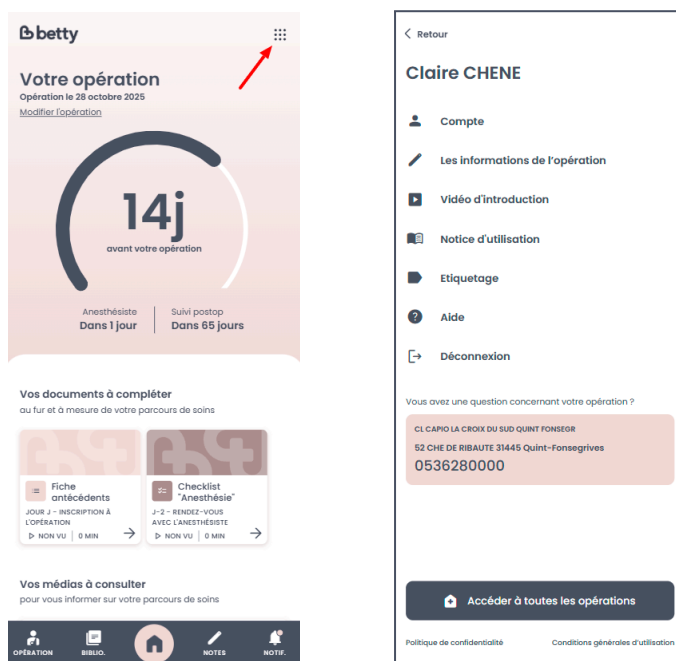 betty
Votre opération
Opération le 28 octobre 2025
Modifier l'opération
14j
avant votre opération
Anesthésiste
Dans 1 jour
Suivi postop
Dans 65 jours
Vos documents à compléter
au fur et à mesure de votre parcours de soins
Fiche
antécédents
JOUR J - INSCRIPTION À
L'OPÉRATION
NON VU | 0 MIN
Checklist
"Anesthésie"
J-2 - RENDEZ-VOUS
AVEC L'ANESTHÉSISTE
NON VU | 0 MIN
Vos médias à consulter
pour vous informer sur votre parcours de soins
OPÉRATION
BIBLIO.
NOTES
NOTIF.
Retour
Claire CHENE
Compte
Les informations de l'opération
Vidéo d'introduction
Notice d'utilisation
Etiquetage
Aide
Déconnexion
Vous avez une question concernant votre opération ?
CL CAPIO LA CROIX DU SUD QUINT FONSEGR
52 CHE DE RIBAUTE 31445 Quint-Fonsegrives
0536280000
Accéder à toutes les opérations
Politique de confidentialité
Conditions générales d'utilisation